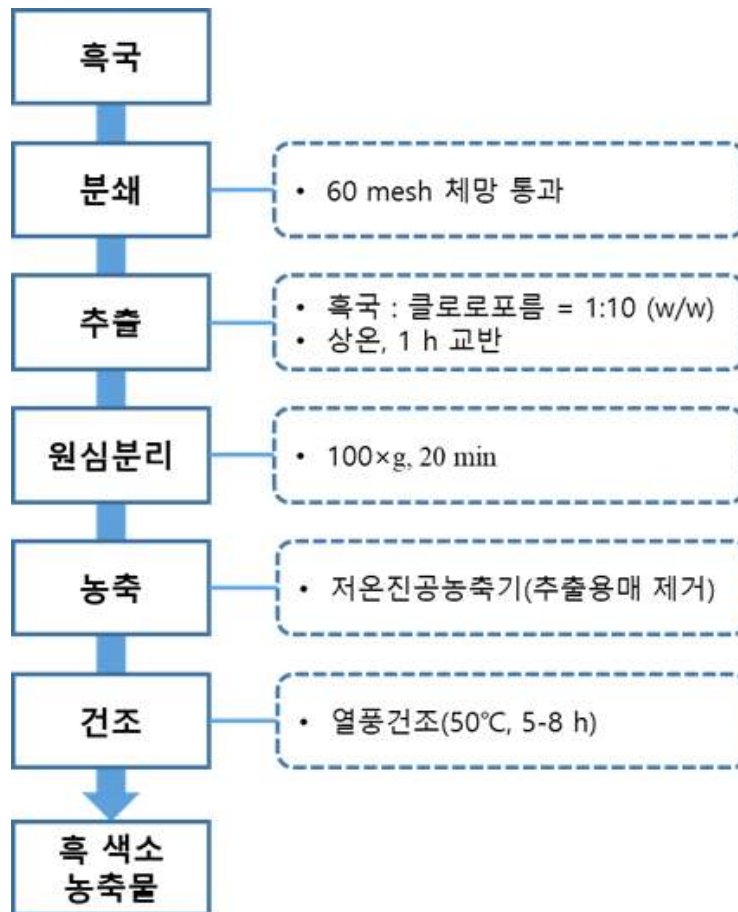 흑국
분쇄
• 60 mesh 체망 통과
추출
• 흑국 : 클로로포름 = 1:10 (w/w)
• 상온, 1 h 교반
원심분리
• 100×g, 20 min
농축
• 저온진공농축기(추출용매 제거)
건조
• 열풍건조(50℃, 5-8 h)
흑 색소
농축물